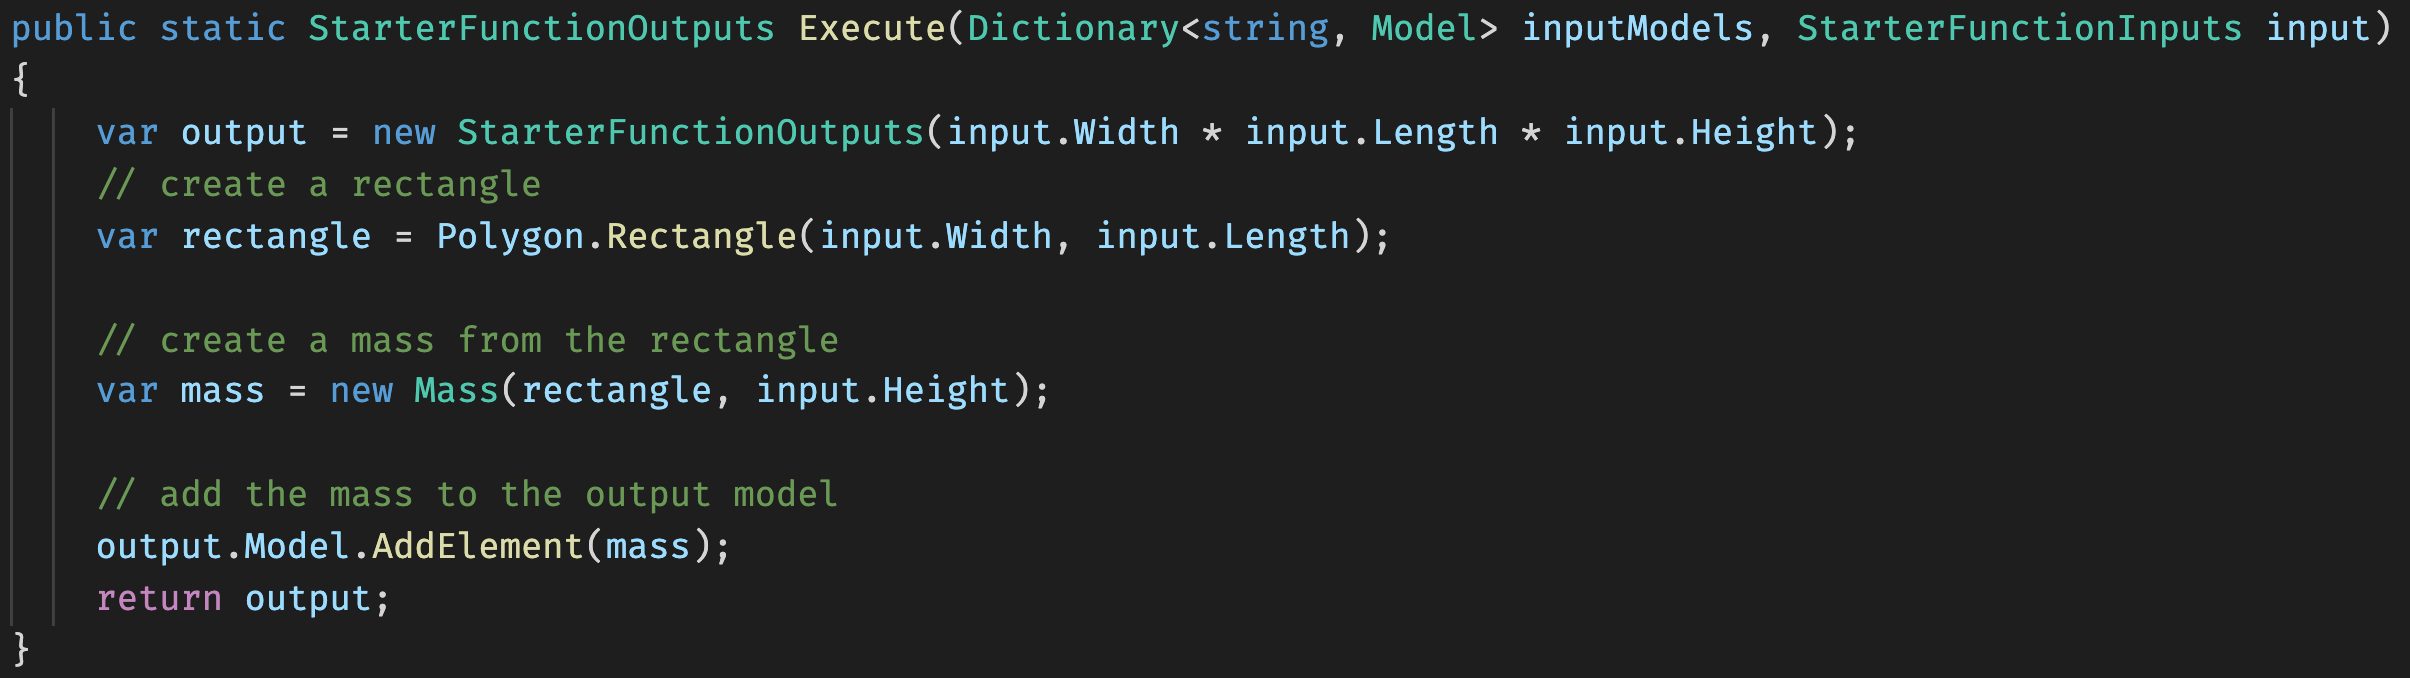 public static StarterFunctionOutputs Execute(Dictionary<string, Model> inputModels, StarterFunctionInputs input)
{
    var output = new StarterFunctionOutputs(input.Width * input.Length * input.Height);
    // create a rectangle
    var rectangle = Polygon.Rectangle(input.Width, input.Length);

    // create a mass from the rectangle
    var mass = new Mass(rectangle, input.Height);

    // add the mass to the output model
    output.Model.AddElement(mass);
    return output;
}